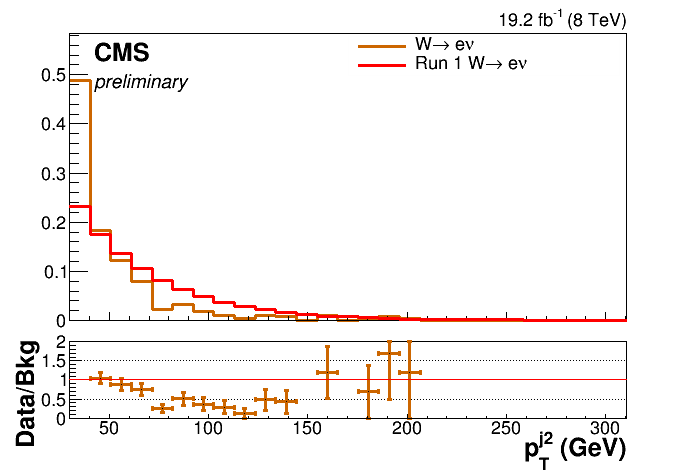 19.2 fb⁻¹ (8 TeV)
CMS
preliminary
W→ eν
Run 1 W→ eν
0.5
0.4
0.3
0.2
0.1
0
Data/Bkg
2
1.5
1
0.5
0
50 100 150 200 250 300
p_T^j2 (GeV)